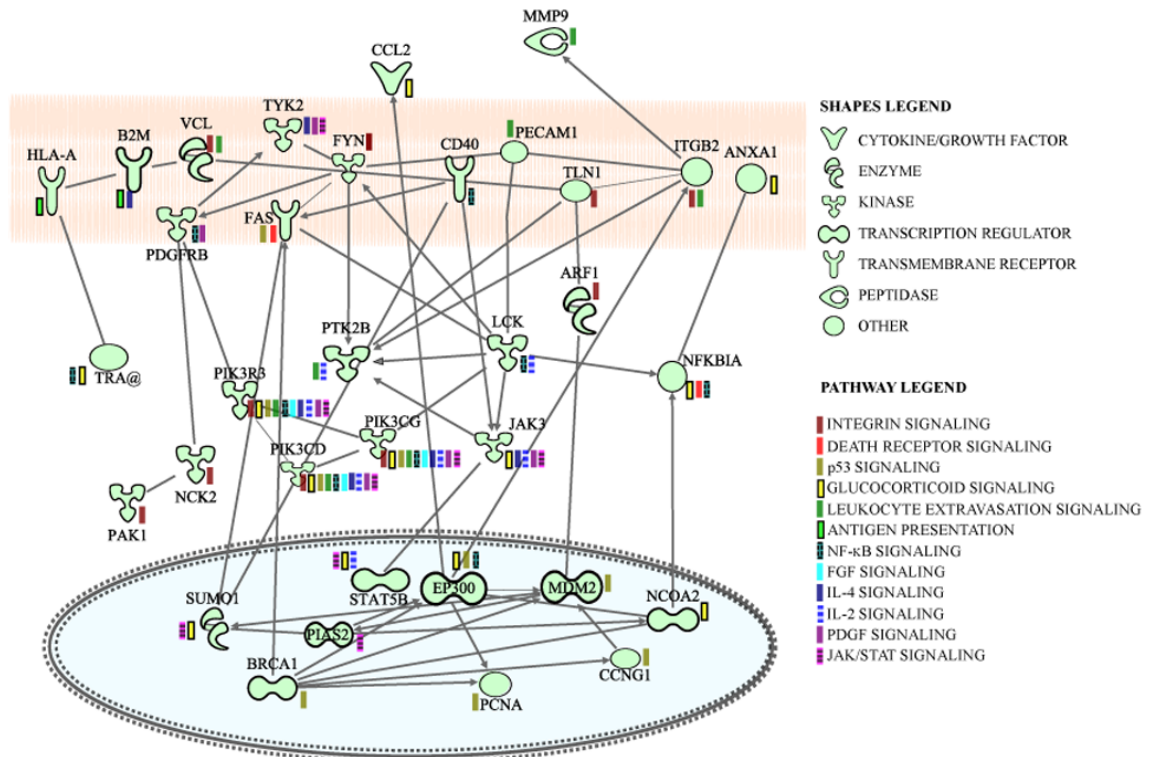 MMP9
CCL2
TYK2
VCL
B2M
HLA-A
FYN
CD40
PECAM1
ITGB2
ANXA1
TLN1
FAS
PDGFRB
ARF1
LCK
PTK2B
NFKBIA
TRA@
PIK3R3
PIK3CG
JAK3
PIK3CD
NCK2
PAK1
STAT5B
EP300
MDM2
NCOA2
SUMO1
PIAS2
BRCA1
CCNG1
PCNA
SHAPES LEGEND
CYTOKINE/GROWTH FACTOR
ENZYME
KINASE
TRANSCRIPTION REGULATOR
TRANSMEMBRANE RECEPTOR
PEPTIDASE
OTHER
PATHWAY LEGEND
INTEGRIN SIGNALING
DEATH RECEPTOR SIGNALING
p53 SIGNALING
GLUCOCORTICOID SIGNALING
LEUKOCYTE EXTRAVASATION SIGNALING
ANTIGEN PRESENTATION
NF-κB SIGNALING
FGF SIGNALING
IL-4 SIGNALING
IL-2 SIGNALING
PDGF SIGNALING
JAK/STAT SIGNALING